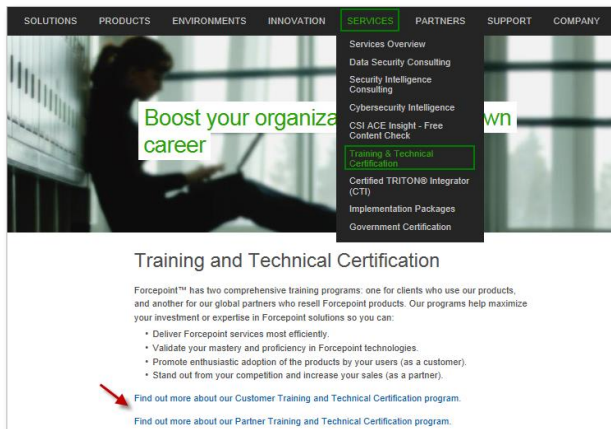 SOLUTIONS PRODUCTS ENVIRONMENTS INNOVATION SERVICES PARTNERS SUPPORT COMPANY
Services Overview
Data Security Consulting
Security Intelligence
Consulting
Cybersecurity Intelligence
CSI ACE Insight - Free
Content Check
Training & Technical
Certification
Certified TRITON® Integrator
(CTI)
Implementation Packages
Government Certification
Boost your organiza wn
career
Training and Technical Certification
Forcepoint™ has two comprehensive training programs: one for clients who use our products,
and another for our global partners who resell Forcepoint products. Our programs help maximize
your investment or expertise in Forcepoint solutions so you can:
• Deliver Forcepoint services most efficiently.
• Validate your mastery and proficiency in Forcepoint technologies.
• Promote enthusiastic adoption of the products by your users (as a customer).
• Stand out from your competition and increase your sales (as a partner).
Find out more about our Customer Training and Technical Certification program.
Find out more about our Partner Training and Technical Certification program.